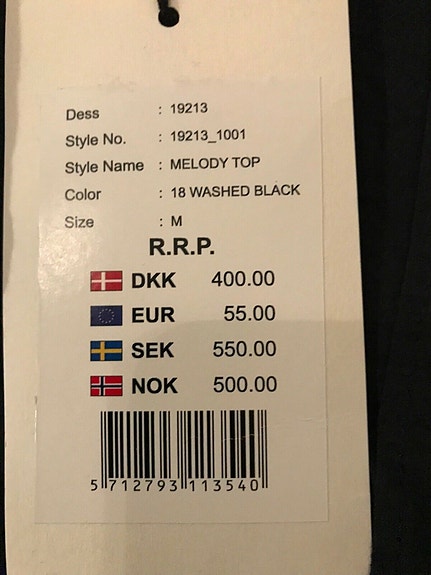 Dess : 19213
Style No. : 19213_1001
Style Name : MELODY TOP
Color : 18 WASHED BLACK
Size : M
R.R.P.
DKK 400.00
EUR 55.00
SEK 550.00
NOK 500.00
5 712793 113540